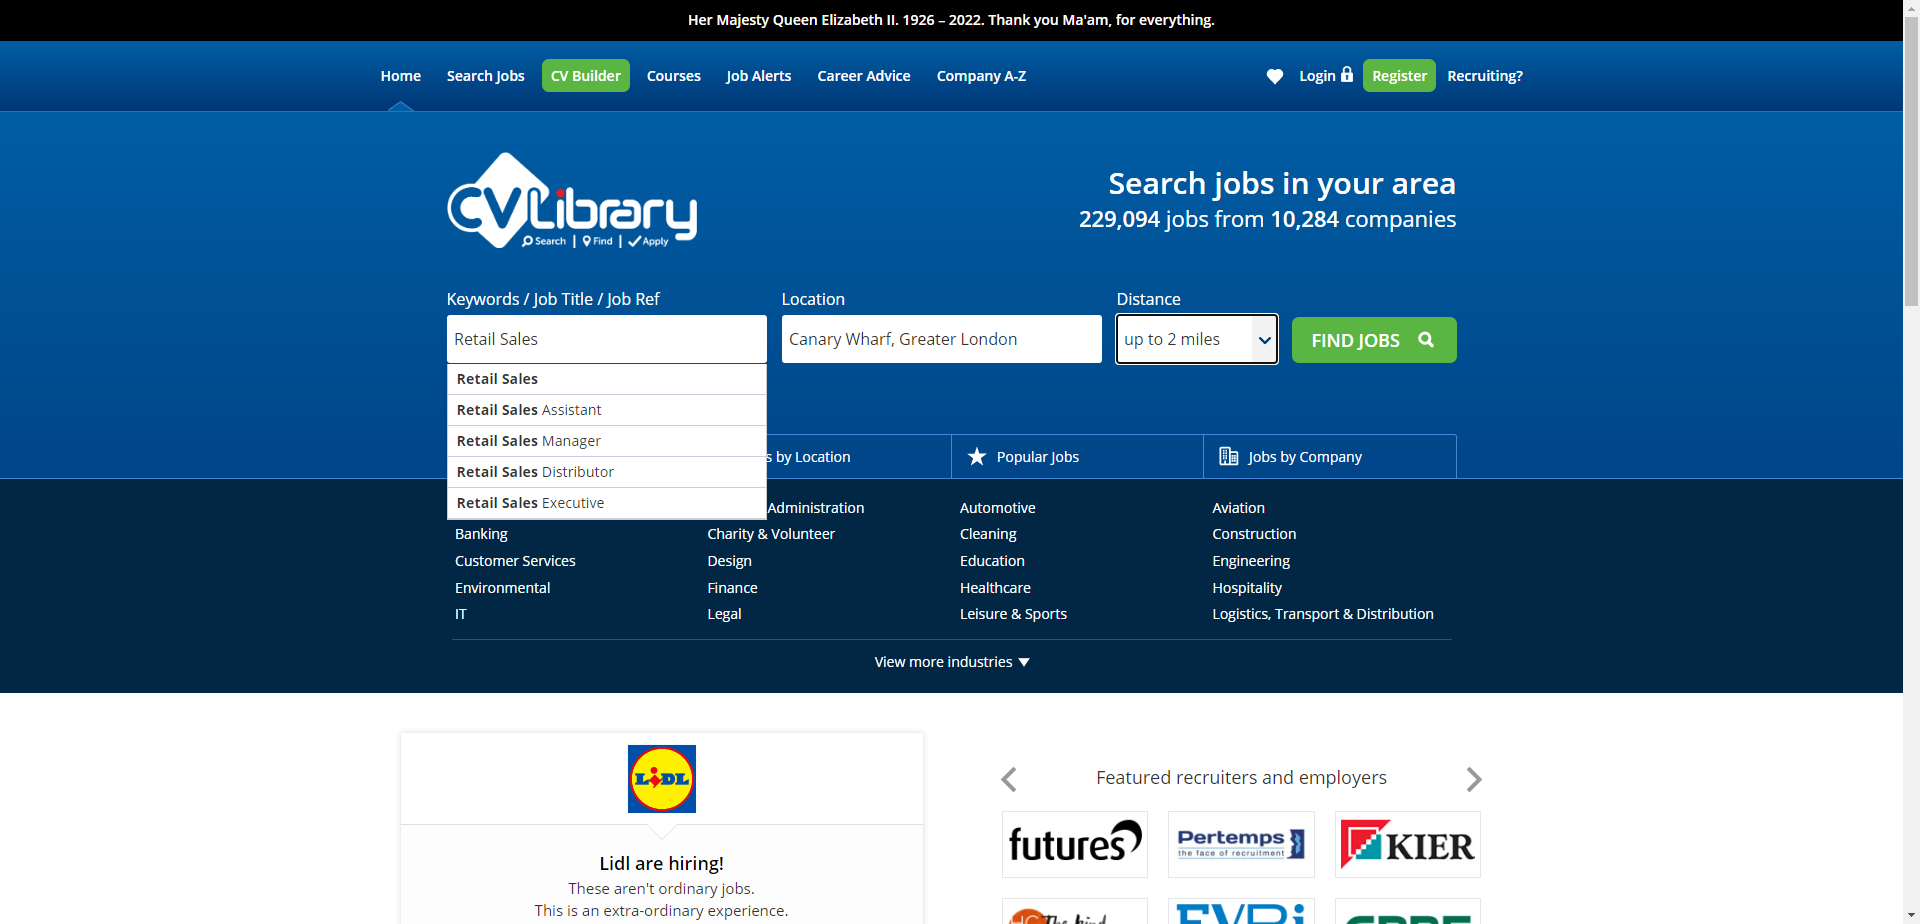 Her Majesty Queen Elizabeth II. 1926 – 2022. Thank you Ma'am, for everything.
Home Search Jobs CV Builder Courses Job Alerts Career Advice Company A-Z Login Register Recruiting?
CVLibrary
Search | Find | Apply
Search jobs in your area
229,094 jobs from 10,284 companies
Keywords / Job Title / Job Ref Location Distance
Retail Sales Canary Wharf, Greater London up to 2 miles FIND JOBS
Retail Sales
Retail Sales Assistant
Retail Sales Manager
Retail Sales Distributor
Retail Sales Executive
s by Location Popular Jobs Jobs by Company
Administration Automotive Aviation
Banking Charity & Volunteer Cleaning Construction
Customer Services Design Education Engineering
Environmental Finance Healthcare Hospitality
IT Legal Leisure & Sports Logistics, Transport & Distribution
View more industries
LIDL
Lidl are hiring!
These aren't ordinary jobs.
This is an extra-ordinary experience.
Featured recruiters and employers
futures Pertemps KIER
the face of recruitment